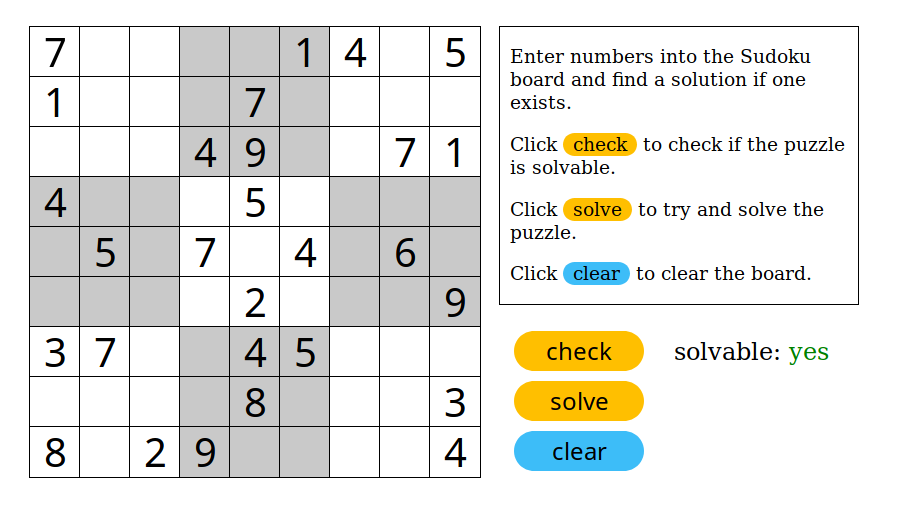 7 1 4 5
1 7
4 9 7 1
4 5
5 7 4 6
2 9
3 7 4 5
8 3
8 2 9 4
Enter numbers into the Sudoku
board and find a solution if one
exists.
Click check to check if the puzzle
is solvable.
Click solve to try and solve the
puzzle.
Click clear to clear the board.
check solvable: yes
solve
clear